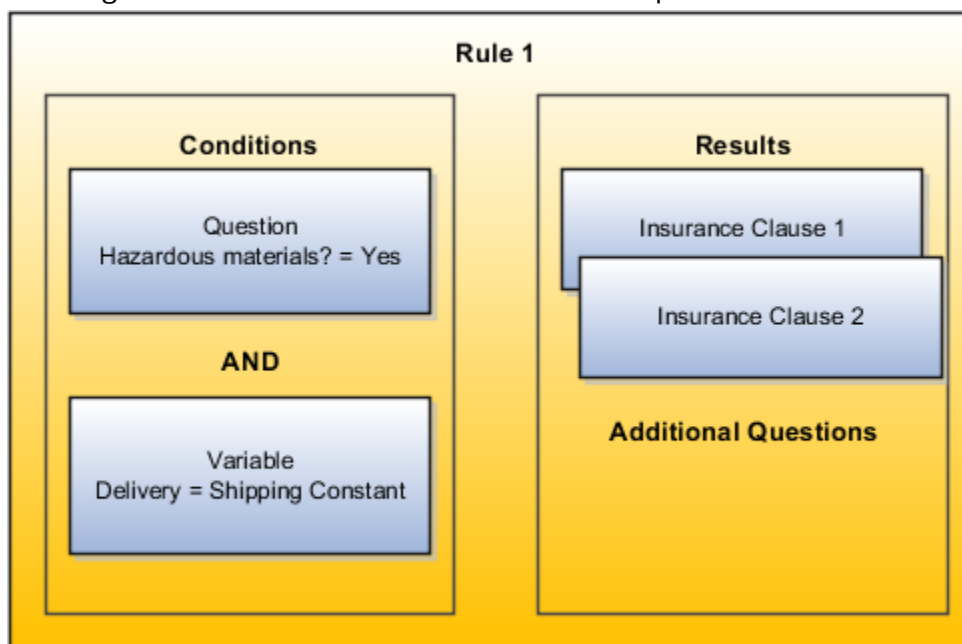 Rule 1
Conditions
Question
Hazardous materials? = Yes
AND
Variable
Delivery = Shipping Constant
Results
Insurance Clause 1
Insurance Clause 2
Additional Questions